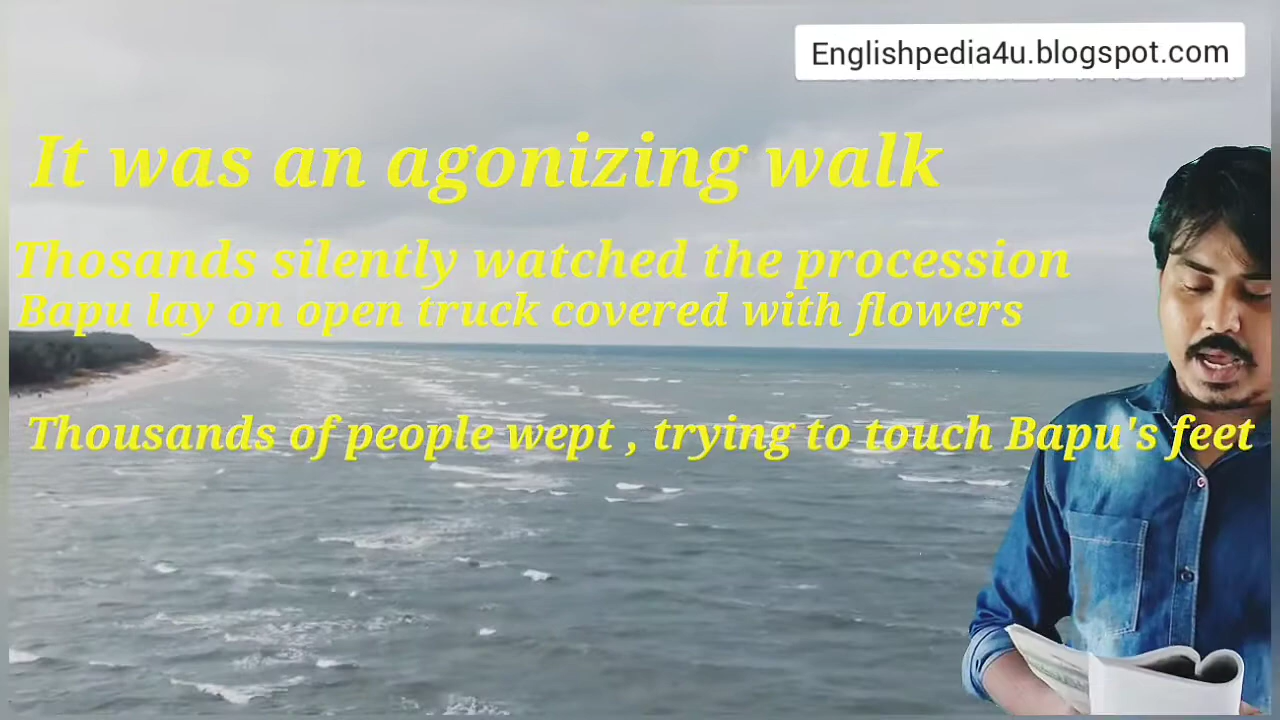 Englishpedia4u.blogspot.com
It was an agonizing walk
Thosands silently watched the procession
Bapu lay on open truck covered with flowers
Thousands of people wept , trying to touch Bapu's feet